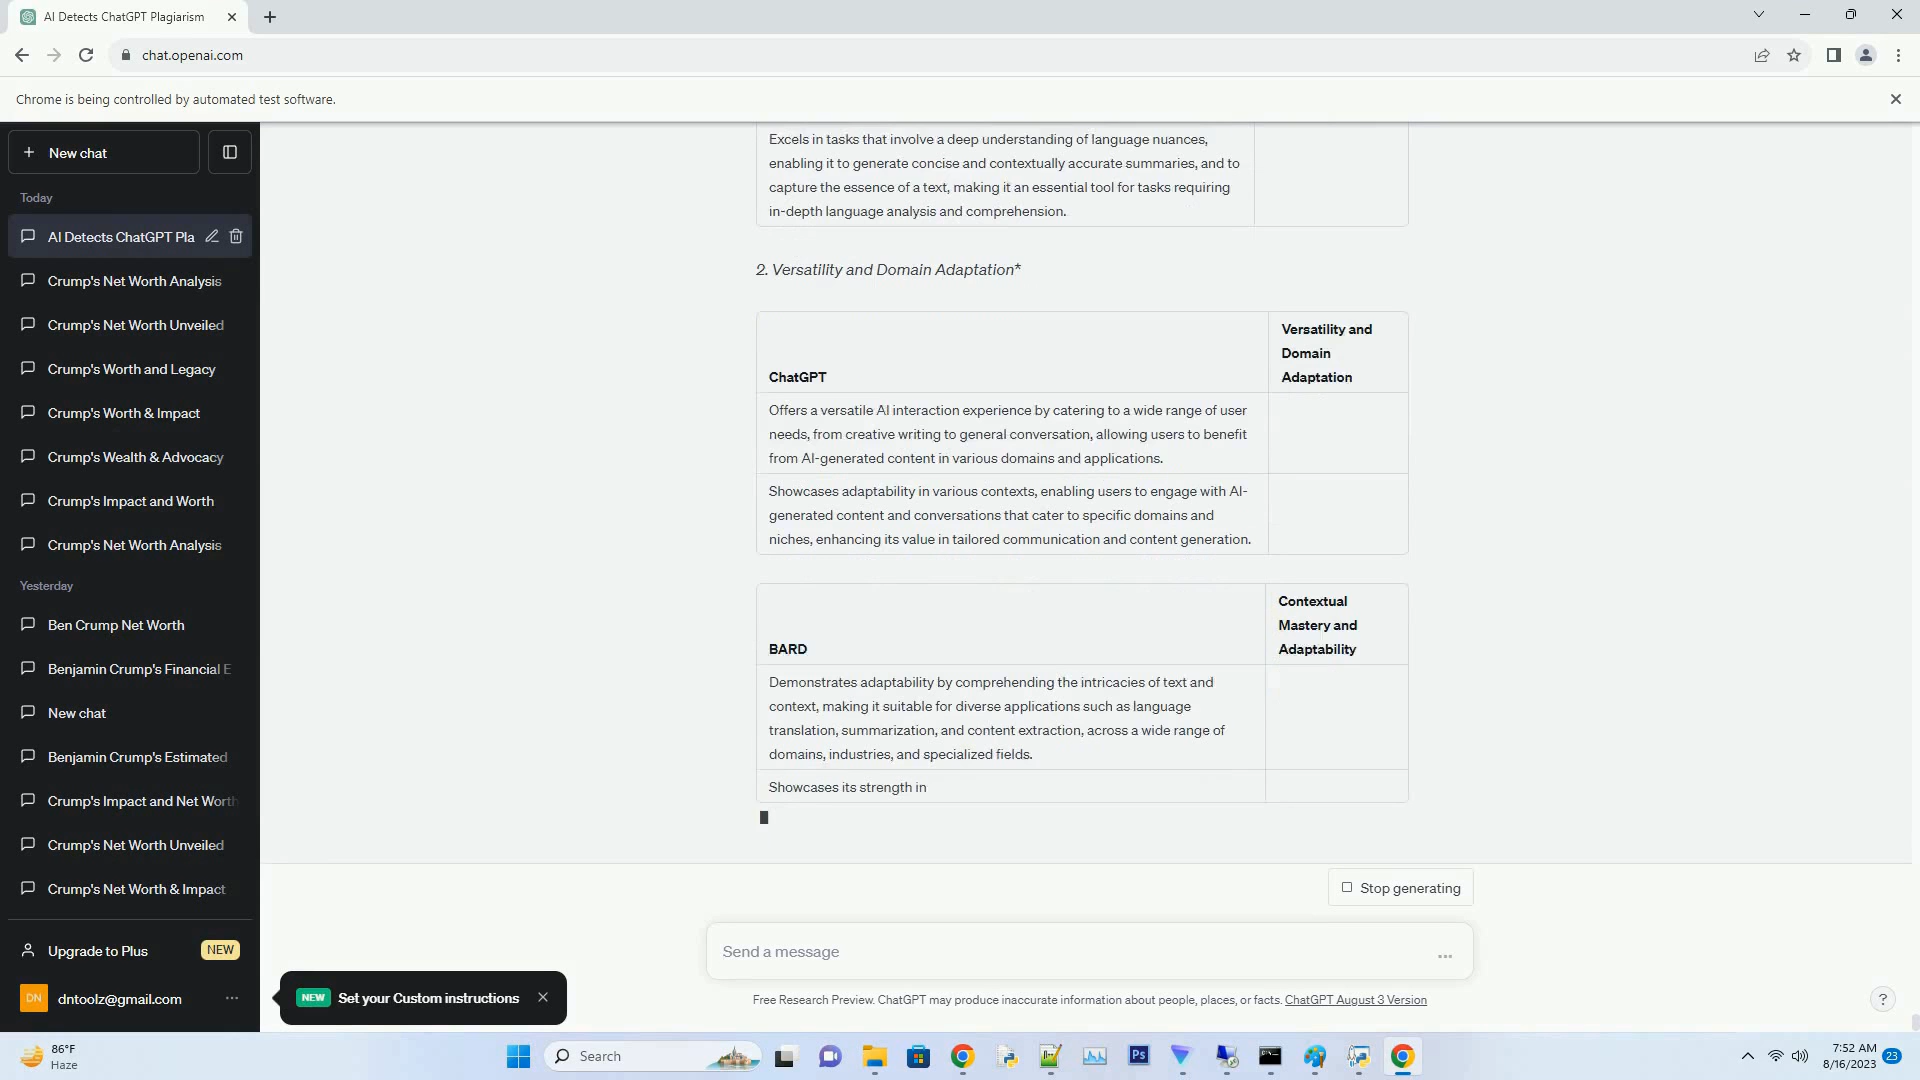 AI Detects ChatGPT Plagiarism
chat.openai.com
Chrome is being controlled by automated test software.
New chat
Today
AI Detects ChatGPT Pla
Crump's Net Worth Analysis
Crump's Net Worth Unveiled
Crump's Worth and Legacy
Crump's Worth & Impact
Crump's Wealth & Advocacy
Crump's Impact and Worth
Crump's Net Worth Analysis
Yesterday
Ben Crump Net Worth
Benjamin Crump's Financial E
New chat
Benjamin Crump's Estimated
Crump's Impact and Net Worth
Crump's Net Worth Unveiled
Crump's Net Worth & Impact
Upgrade to Plus
NEW
DN
dntoolz@gmail.com
Excels in tasks that involve a deep understanding of language nuances,
enabling it to generate concise and contextually accurate summaries, and to
capture the essence of a text, making it an essential tool for tasks requiring
in-depth language analysis and comprehension.
2. Versatility and Domain Adaptation*
ChatGPT
Versatility and
Domain
Adaptation
Offers a versatile AI interaction experience by catering to a wide range of user
needs, from creative writing to general conversation, allowing users to benefit
from AI-generated content in various domains and applications.
Showcases adaptability in various contexts, enabling users to engage with AI-
generated content and conversations that cater to specific domains and
niches, enhancing its value in tailored communication and content generation.
BARD
Contextual
Mastery and
Adaptability
Demonstrates adaptability by comprehending the intricacies of text and
context, making it suitable for diverse applications such as language
translation, summarization, and content extraction, across a wide range of
domains, industries, and specialized fields.
Showcases its strength in
Stop generating
Send a message
NEW Set your Custom instructions
Free Research Preview. ChatGPT may produce inaccurate information about people, places, or facts. ChatGPT August 3 Version
?
86°F
Haze
Search
Ps
7:52 AM
8/16/2023
23